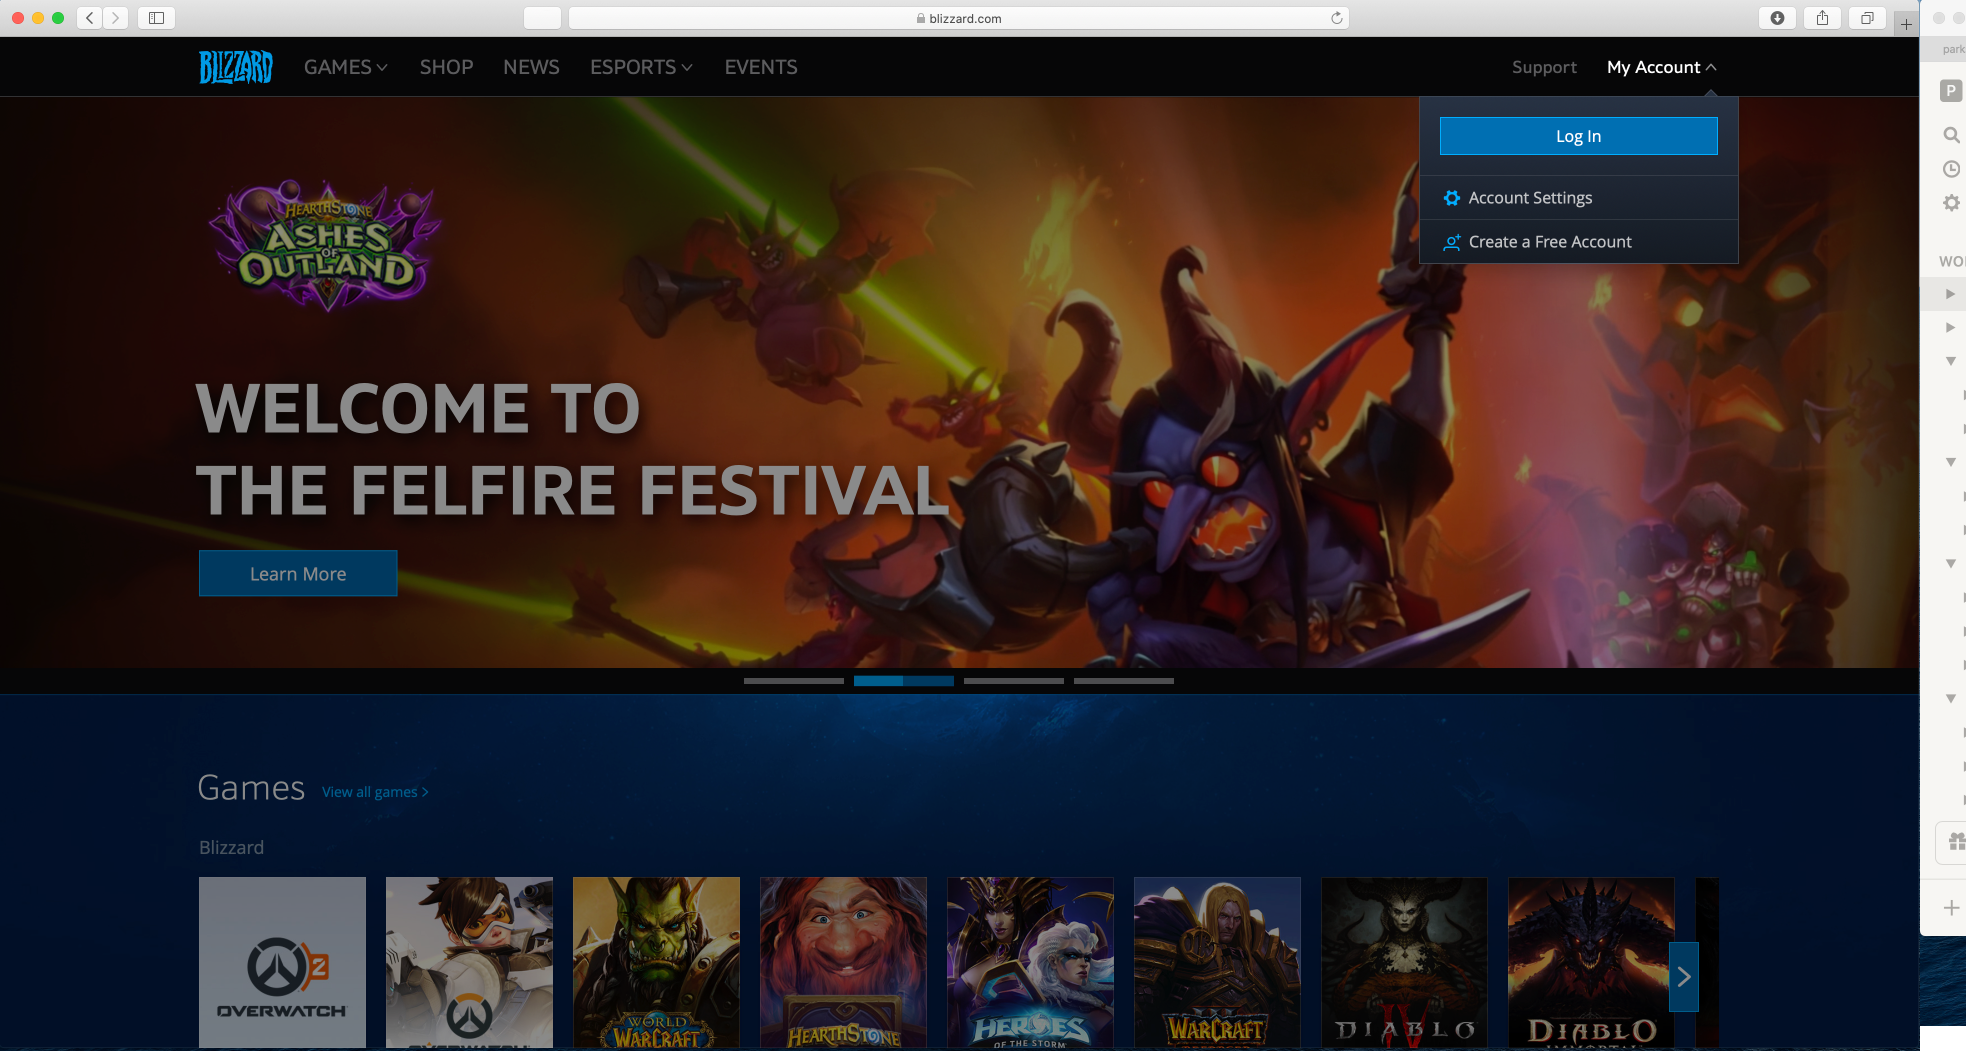 blizzard.com
park
BLIZZARD
GAMES
SHOP
NEWS
ESPORTS
EVENTS
Support
My Account
P
Log In
Account Settings
Create a Free Account
HEARTHSTONE
ASHES
OF
OUTLAND
WELCOME TO
THE FELFIRE FESTIVAL
Learn More
Games
View all games
Blizzard
2
OVERWATCH
OVERWATCH
WORLD
WARCRAFT
HEARTHSTONE
HEROES
OF THE STORM
WARCRAFT
DIABLO
IV
DIABLO
IMMORTAL